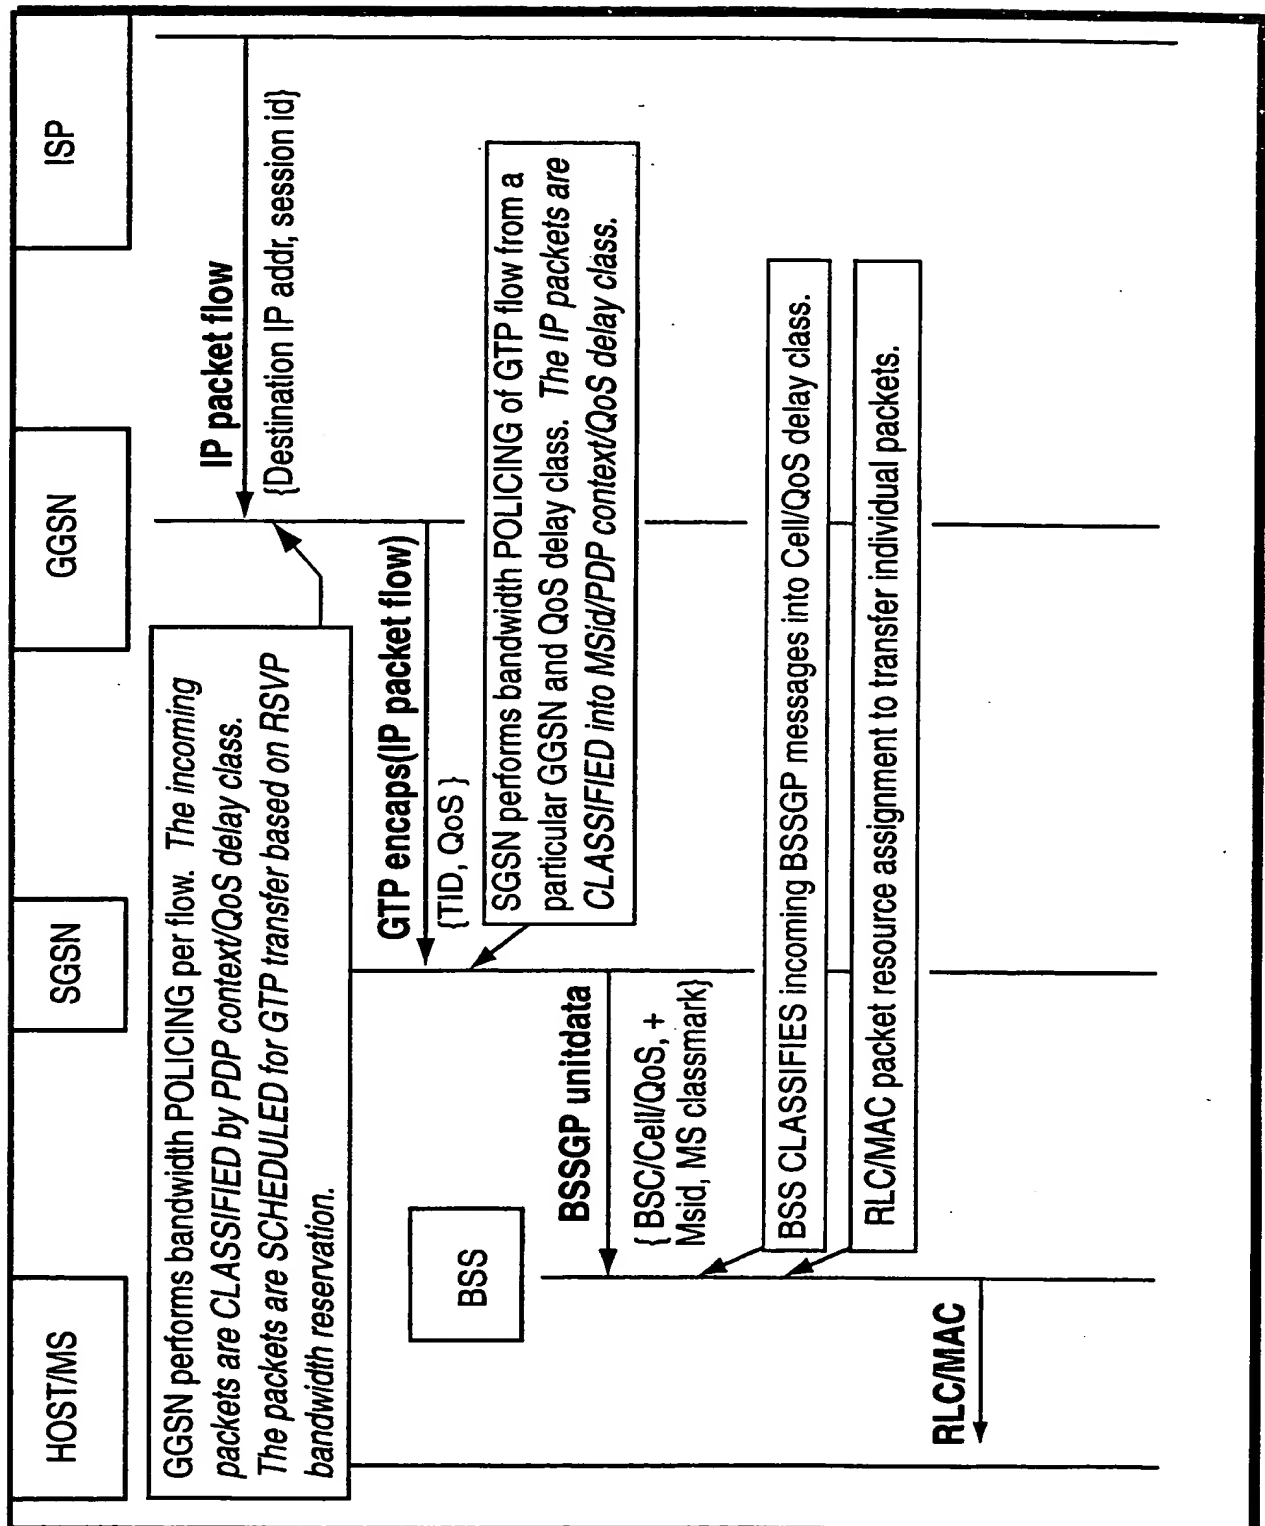 HOST/MS
SGSN
GGSN
ISP
GGSN performs bandwidth POLICING per flow. The incoming
packets are CLASSIFIED by PDP context/QoS delay class.
The packets are SCHEDULED for GTP transfer based on RSVP
bandwidth reservation.
IP packet flow
{Destination IP addr, session id}
GTP encaps(IP packet flow)
{TID, QoS }
SGSN performs bandwidth POLICING of GTP flow from a
particular GGSN and QoS delay class. The IP packets are
CLASSIFIED into MSid/PDP context/QoS delay class.
BSS
BSSGP unitdata
{ BSC/Cell/QoS, +
Msid, MS classmark}
BSS CLASSIFIES incoming BSSGP messages into Cell/QoS delay class.
RLC/MAC packet resource assignment to transfer individual packets.
RLC/MAC